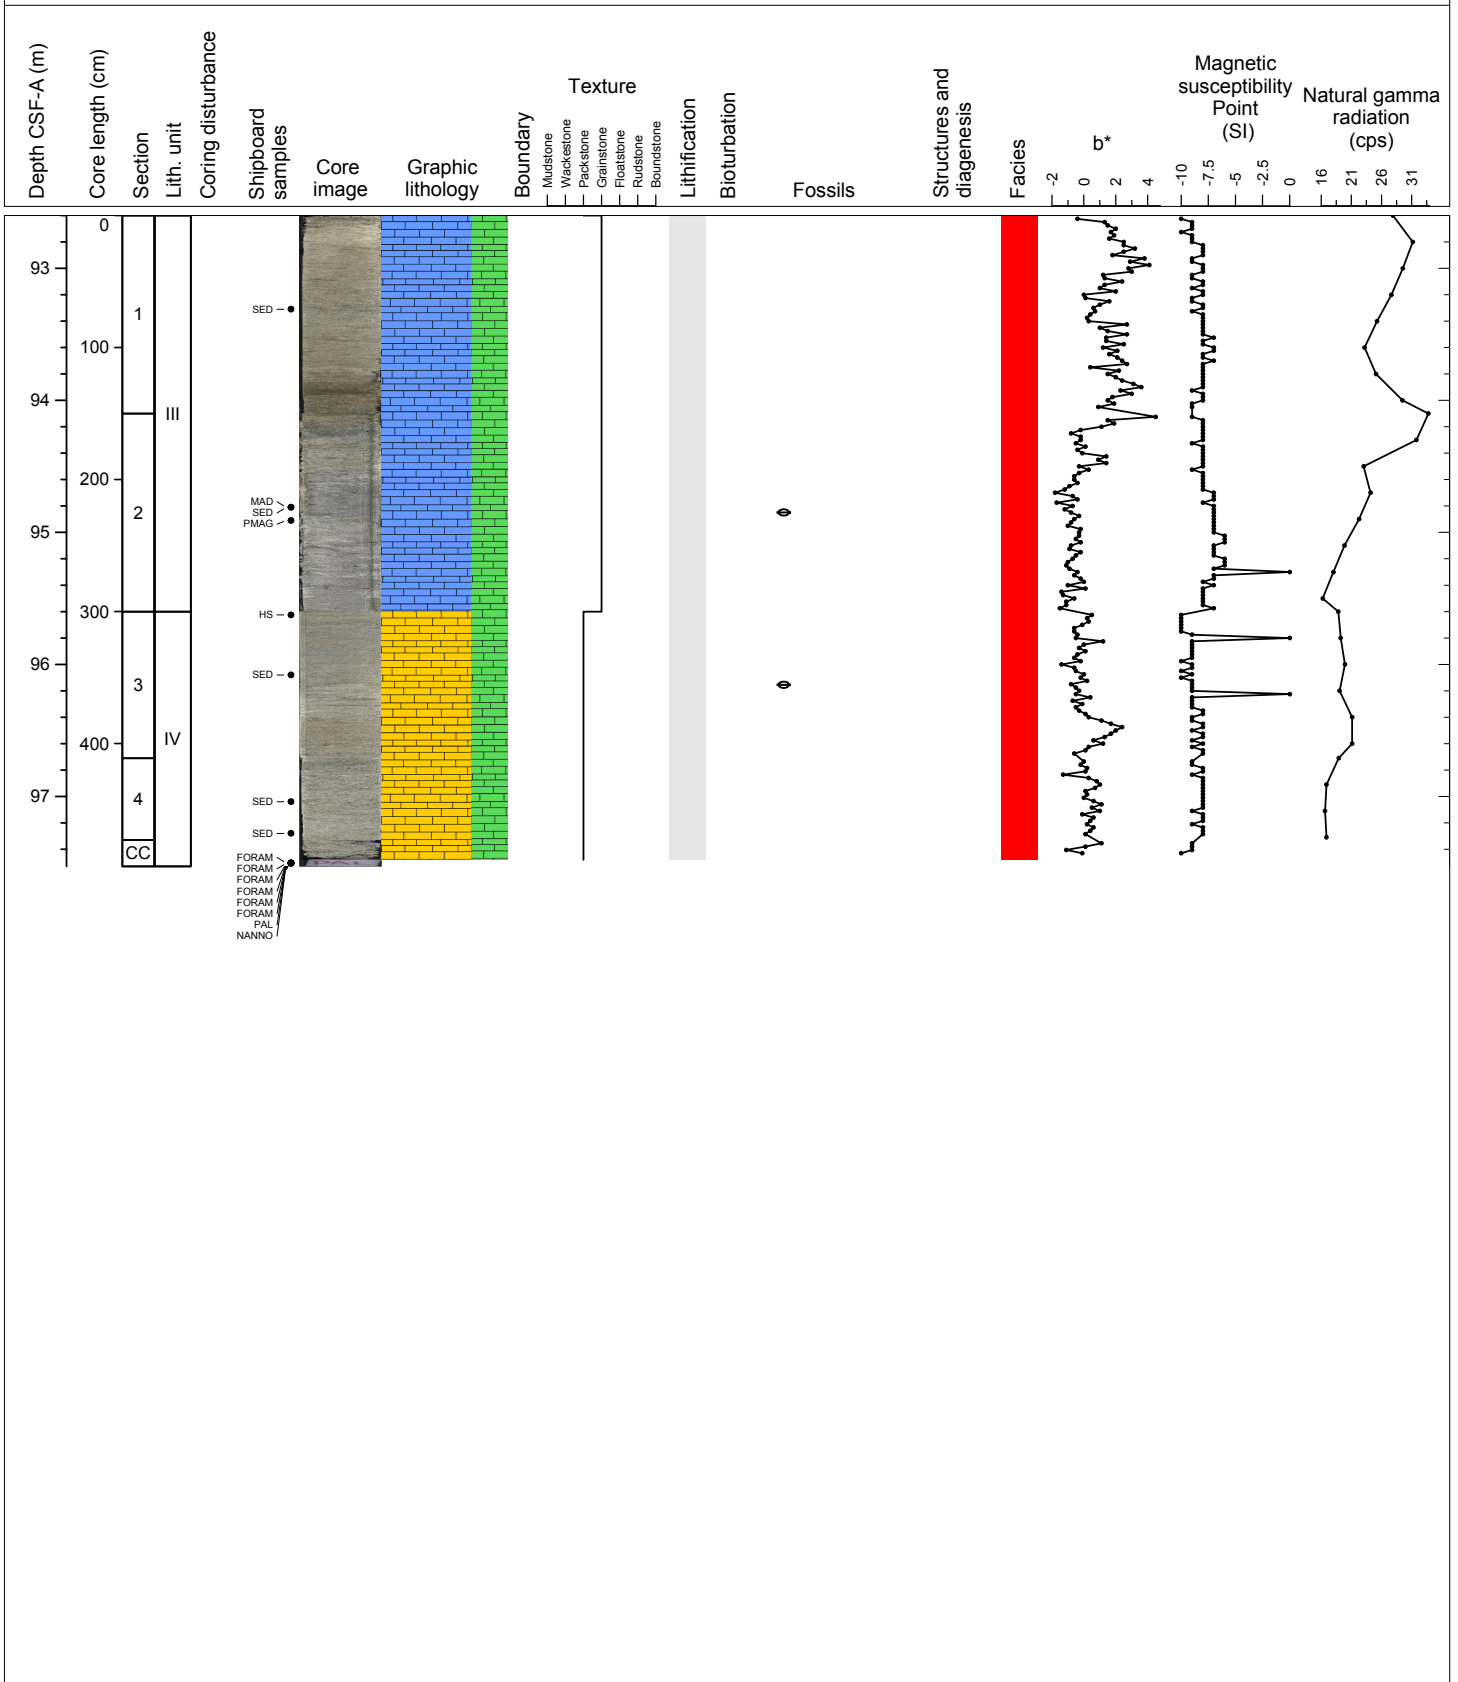 Depth CSF-A (m)
Core length (cm)
Section
Lith. unit
Coring disturbance
Shipboard
samples
Core
image
Graphic
lithology
Boundary
Texture
Mudstone
Wackestone
Packstone
Grainstone
Floatstone
Rudstone
Boundstone
Lithification
Bioturbation
Fossils
Structures and
diagenesis
Facies
b*
-2 0 2 4
Magnetic
susceptibility
Point
(SI)
-10 -7.5 -5 -2.5 0
Natural gamma
radiation
(cps)
16 21 26 31
0
93
1
SED
100
94
III
200
MAD
SED
PMAG
2
95
300
HS
96
SED
3
IV
400
97
4
SED
SED
CC
FORAM
FORAM
FORAM
FORAM
FORAM
FORAM
PAL
NANNO
PAL